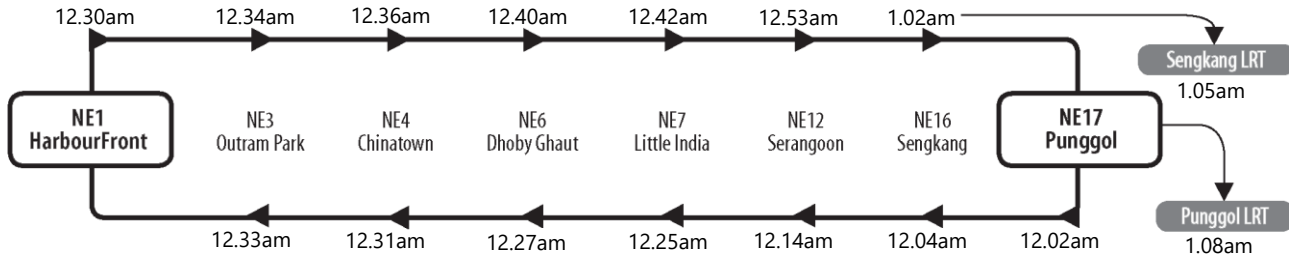 12.30am 12.34am 12.36am 12.40am 12.42am 12.53am 1.02am
Sengkang LRT
1.05am
NE1
HarbourFront
NE3
Outram Park
NE4
Chinatown
NE6
Dhoby Ghaut
NE7
Little India
NE12
Serangoon
NE16
Sengkang
NE17
Punggol
Punggol LRT
1.08am
12.33am 12.31am 12.27am 12.25am 12.14am 12.04am 12.02am